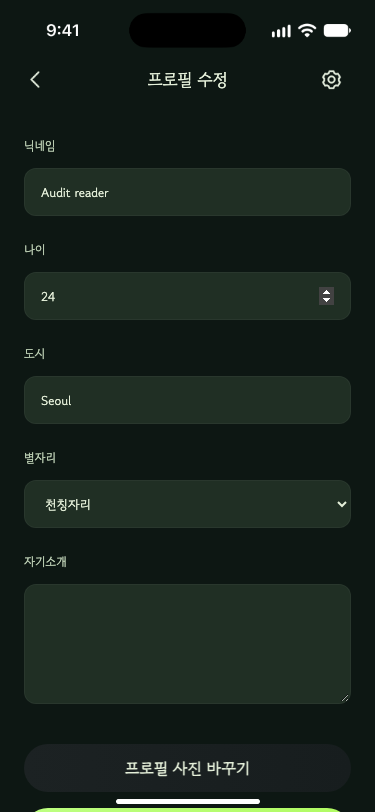 9:41
프로필 수정
닉네임
Audit reader
나이
24
도시
Seoul
별자리
천칭자리
자기소개
프로필 사진 바꾸기